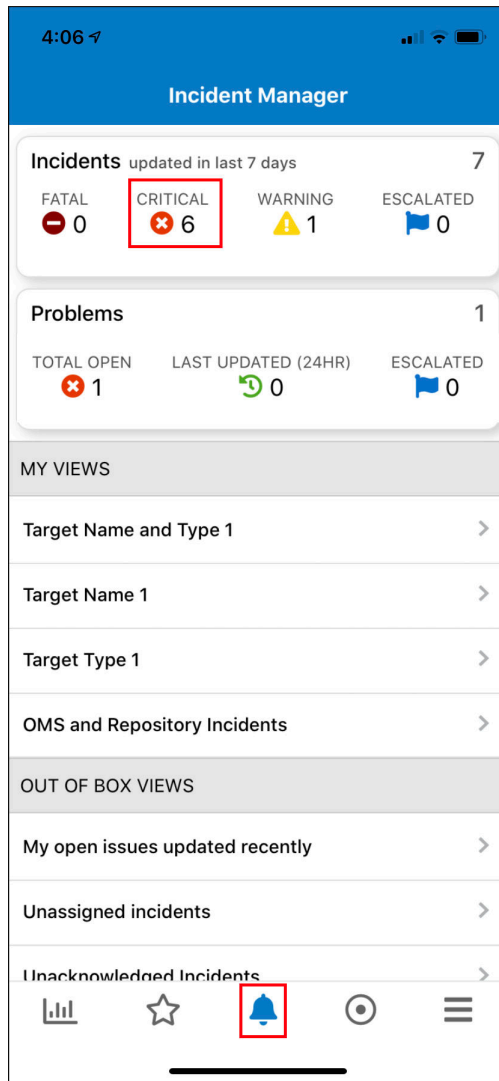 4:06
Incident Manager
Incidents updated in last 7 days 7
FATAL CRITICAL WARNING ESCALATED
0 6 1 0
Problems 1
TOTAL OPEN LAST UPDATED (24HR) ESCALATED
1 0 0
MY VIEWS
Target Name and Type 1
Target Name 1
Target Type 1
OMS and Repository Incidents
OUT OF BOX VIEWS
My open issues updated recently
Unassigned incidents
Unacknowledged Incidents